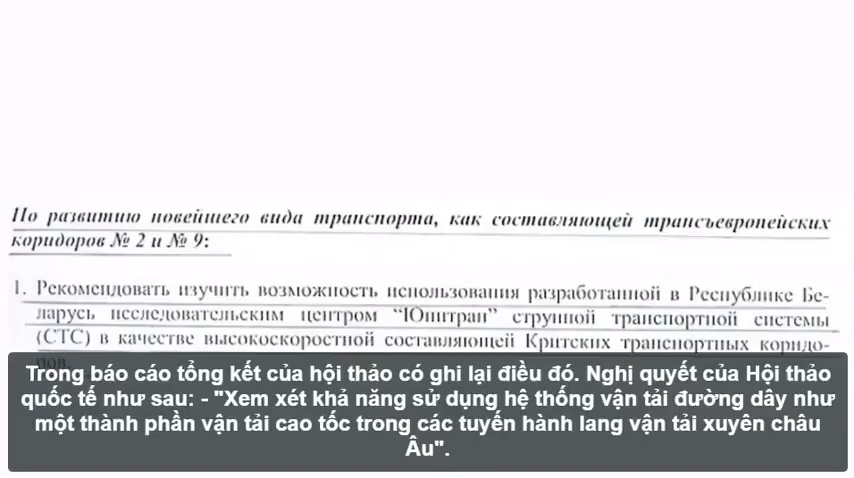 По развитию новейшего вида транспорта, как составляющей трансъевропейских
коридоров № 2 и № 9:
1. Рекомендовать изучить возможность использования разработанной в Республике Бе-
ларусь исследовательским центром “Юнитран” струнной транспортной системы
(СТС) в качестве высокоскоростной составляющей Критских транспортных коридо-
Trong báo cáo tổng kết của hội thảo có ghi lại điều đó. Nghị quyết của Hội thảo
quốc tế như sau: - "Xem xét khả năng sử dụng hệ thống vận tải đường dây như
một thành phần vận tải cao tốc trong các tuyến hành lang vận tải xuyên châu
Âu".